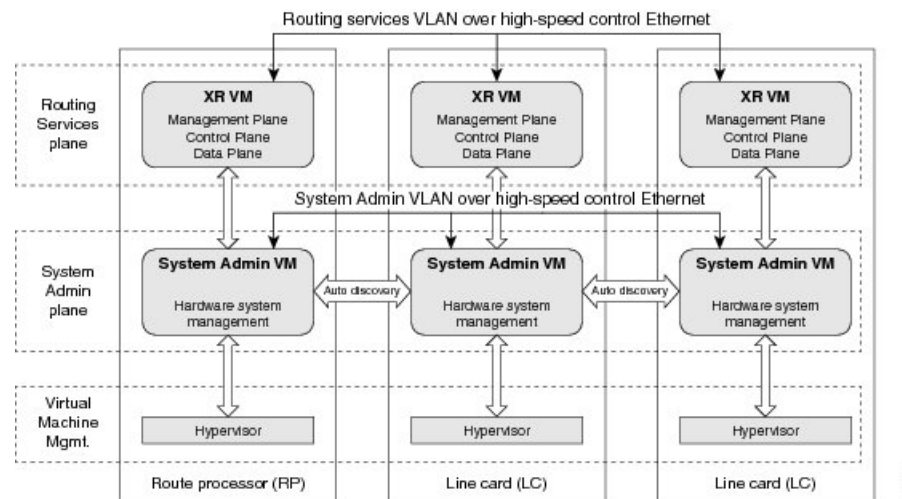 Routing services VLAN over high-speed control Ethernet
Routing
Services
plane
XR VM
Management Plane
Control Plane
Data Plane
XR VM
Management Plane
Control Plane
Data Plane
XR VM
Management Plane
Control Plane
Data Plane
System Admin VLAN over high-speed control Ethernet
System
Admin
plane
System Admin VM
Hardware system
management
Auto discovery
System Admin VM
Hardware system
management
Auto discovery
System Admin VM
Hardware system
management
Virtual
Machine
Mgmt.
Hypervisor
Hypervisor
Hypervisor
Route processor (RP)
Line card (LC)
Line card (LC)